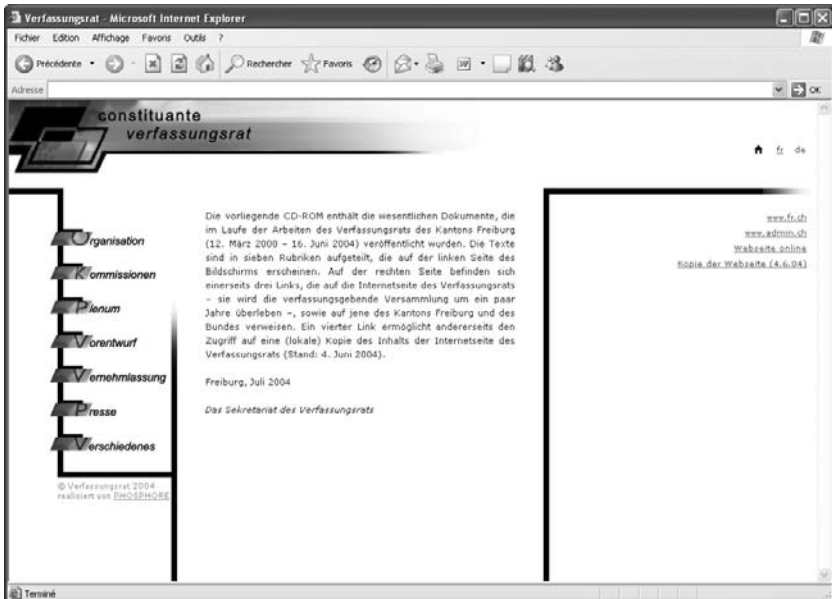 Verfassungsrat - Microsoft Internet Explorer
Fichier Edition Affichage Favoris Outils ?
Précédente Rechercher Favoris
Adresse OK
constituante
verfassungsrat
fr de
Organisation
Kommissionen
Plenum
Vorentwurf
Vernehmlassung
Presse
Verschiedenes
© Verfassungsrat 2004
realisiert von PHOSPHORE
Die vorliegende CD-ROM enthält die wesentlichen Dokumente, die
im Laufe der Arbeiten des Verfassungsrats des Kantons Freiburg
(12. März 2000 – 16. Juni 2004) veröffentlicht wurden. Die Texte
sind in sieben Rubriken aufgeteilt, die auf der linken Seite des
Bildschirms erscheinen. Auf der rechten Seite befinden sich
einerseits drei Links, die auf die Internetseite des Verfassungsrats
– sie wird die verfassungsgebende Versammlung um ein paar
Jahre überleben –, sowie auf jene des Kantons Freiburg und des
Bundes verweisen. Ein vierter Link ermöglicht andererseits den
Zugriff auf eine (lokale) Kopie des Inhalts der Internetseite des
Verfassungsrats (Stand: 4. Juni 2004).
Freiburg, Juli 2004
Das Sekretariat des Verfassungsrats
www.fr.ch
www.admin.ch
Webseite online
Kopie der Webseite (4.6.04)
Terminé